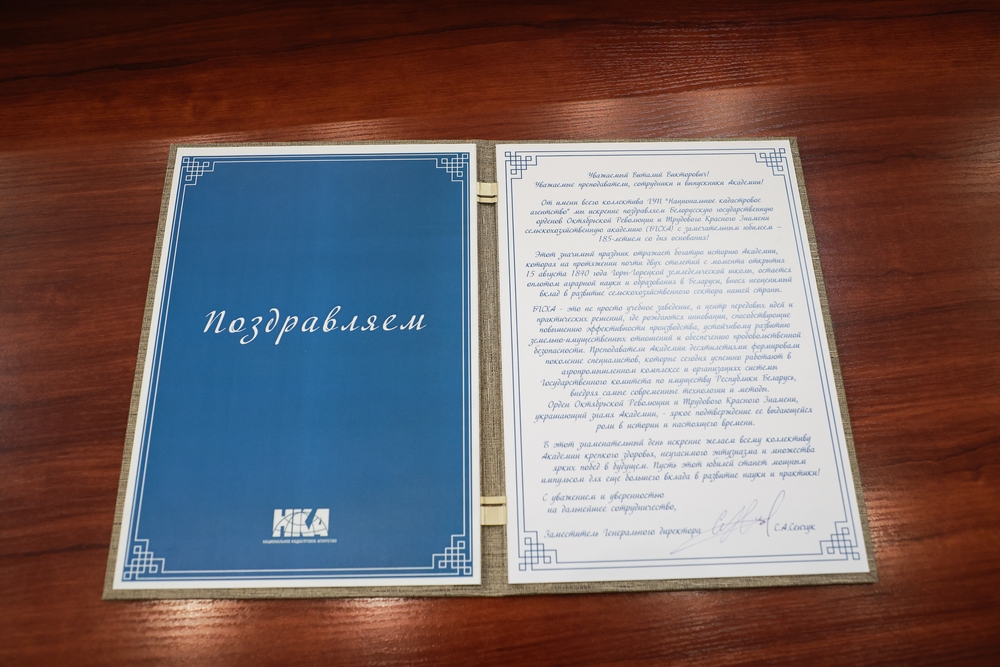 Поздравляем
НКА
НАЦИОНАЛЬНОЕ КАДАСТРОВОЕ АГЕНТСТВО
Уважаемый Виталий Викторович!
Уважаемые преподаватели, сотрудники и выпускники Академии!
От имени всего коллектива ГУП "Национальное кадастровое
агентство" мы искренне поздравляем Белорусскую государственную
орденов Октябрьской Революции и Трудового Красного Знамени
сельскохозяйственную академию (БГСХА) с замечательным юбилеем –
185-летием со дня основания!
Этот значимый праздник отражает богатую историю Академии,
которая на протяжении почти двух столетий с момента открытия
15 августа 1840 года Горы-Горецкой земледельческой школы, остается
оплотом аграрной науки и образования в Беларуси, внося неоценимый
вклад в развитие сельскохозяйственного сектора нашей страны.
БГСХА - это не просто учебное заведение, а центр передовых идей и
практических решений, где рождаются инновации, способствующие
повышению эффективности производства, устойчивому развитию
земельно-имущественных отношений и обеспечению продовольственной
безопасности. Преподаватели Академии десятилетиями формировали
поколение специалистов, которые сегодня успешно работают в
агропромышленном комплексе и организациях системы
Государственного комитета по имуществу Республики Беларусь,
внедряя самые современные технологии и методы.
Орден Октябрьской Революции и Трудового Красного Знамени,
украшающий знамя Академии, - яркое подтверждение ее выдающейся
роли в истории и настоящего времени.
В этот знаменательный день искренне желаем всему коллективу
Академии крепкого здоровья, неугасимого энтузиазма и множества
ярких побед в будущем. Пусть этот юбилей станет мощным
импульсом для еще большего вклада в развитие науки и практики!
С уважением и уверенностью
на дальнейшее сотрудничество,
Заместитель Генерального директора С.А.Сенчук